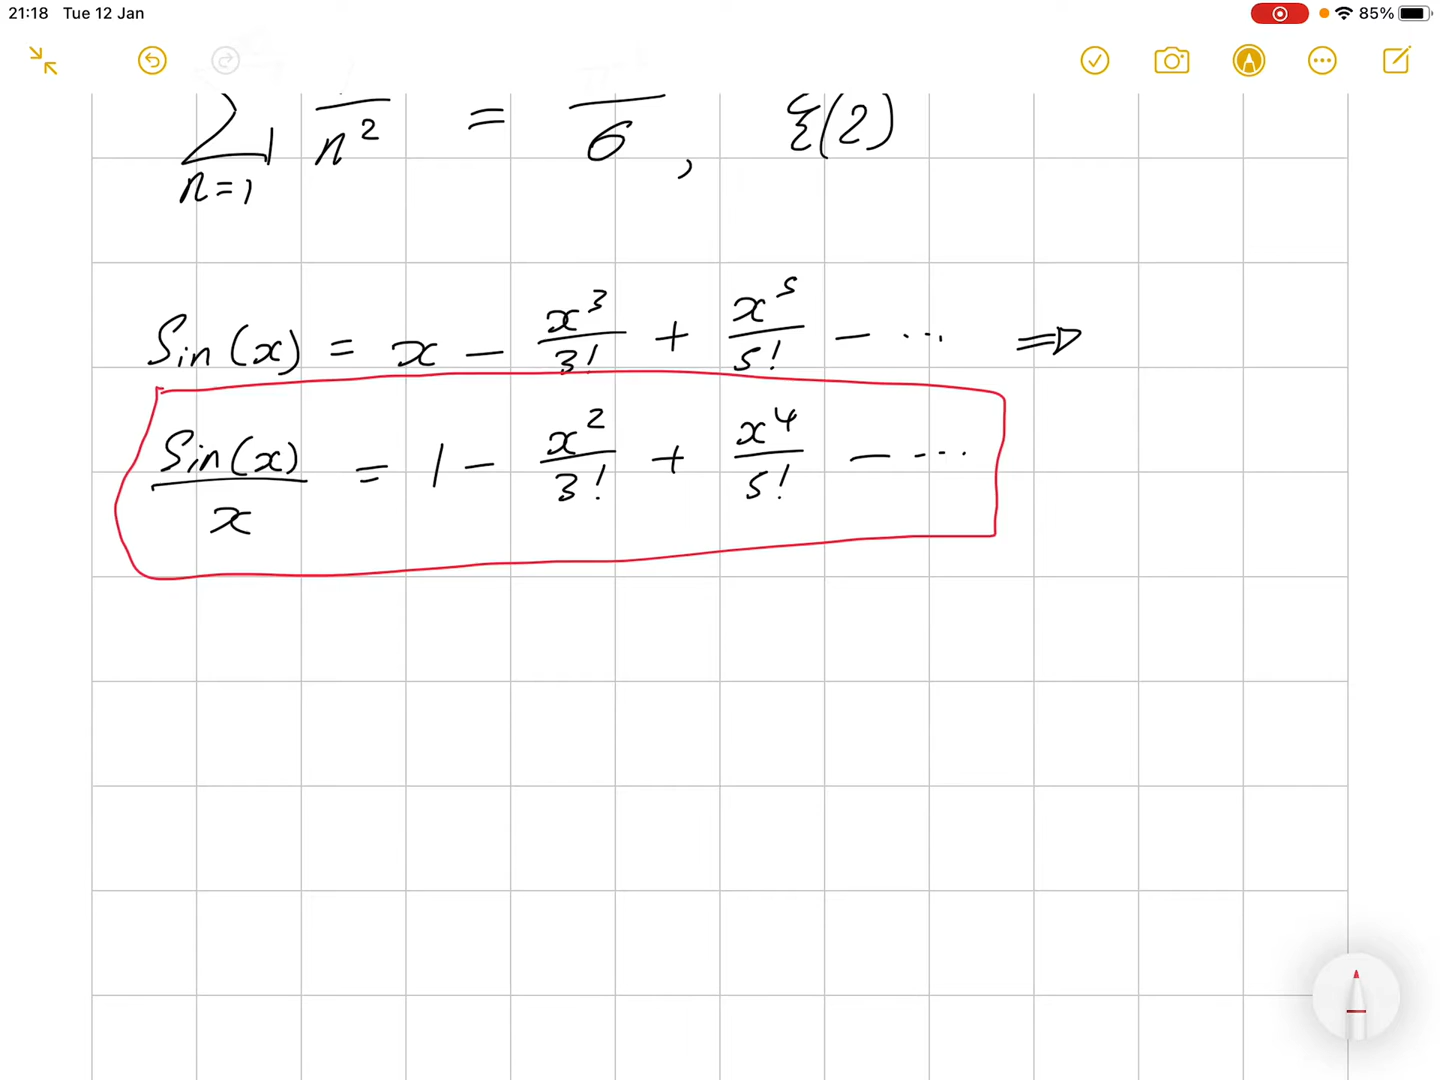 21:18 Tue 12 Jan 85%
∑ n=1 1/n² = /6, ξ(2)
Sin(x) = x − x³/3! + x⁵/5! − ··· ⇒
Sin(x)/x = 1 − x²/3! + x⁴/5! − ···